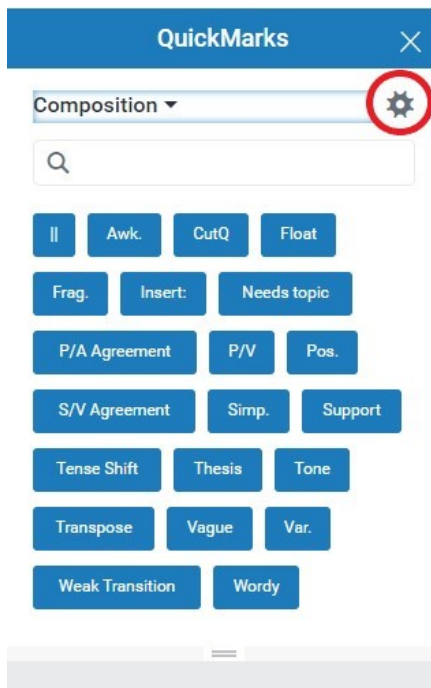 QuickMarks
Composition
|| Awk. CutQ Float
Frag. Insert: Needs topic
P/A Agreement P/V Pos.
S/V Agreement Simp. Support
Tense Shift Thesis Tone
Transpose Vague Var.
Weak Transition Wordy